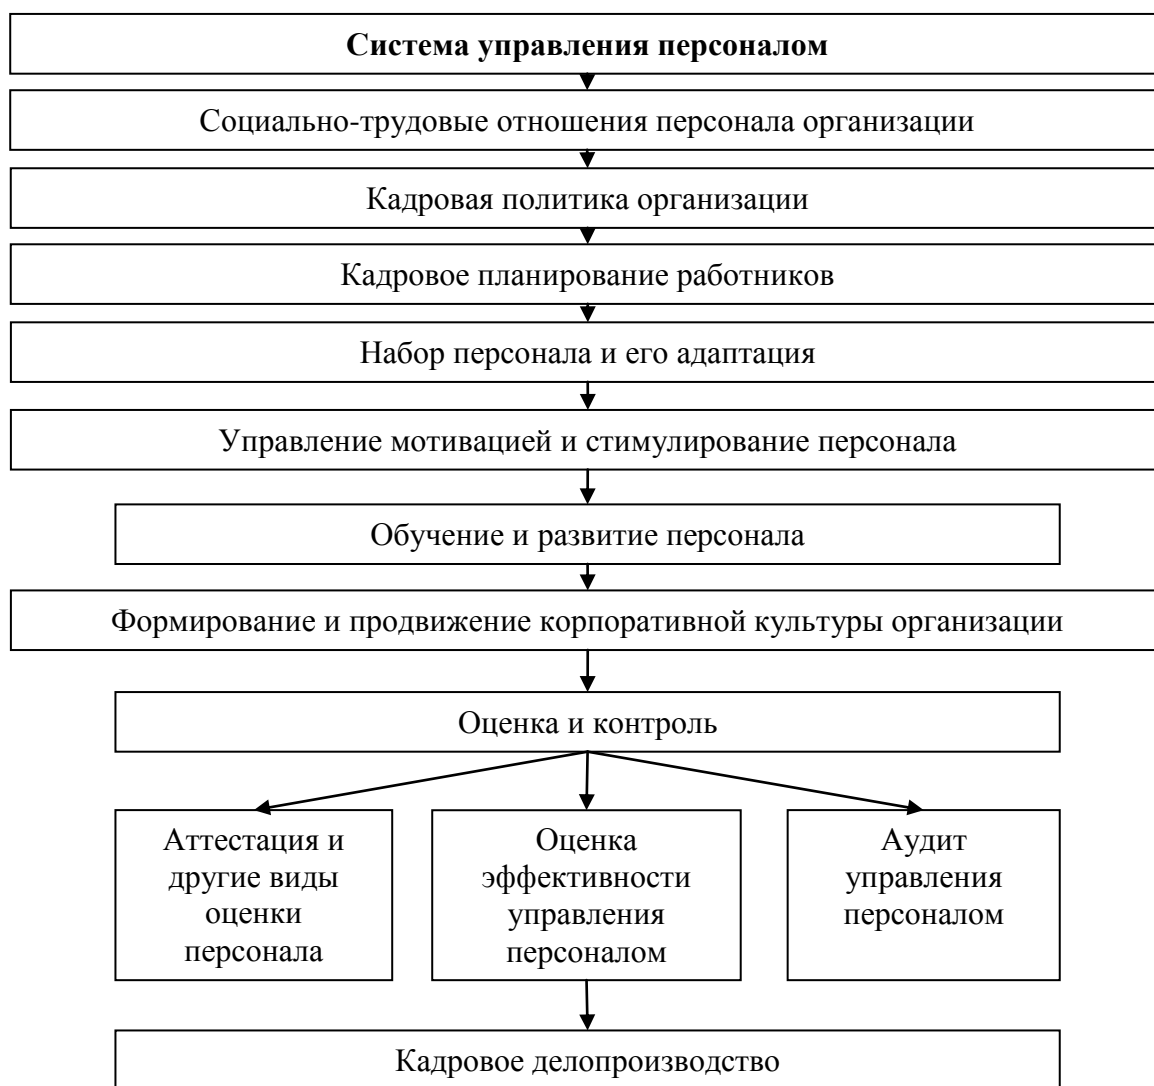 Система управления персоналом
Социально-трудовые отношения персонала организации
Кадровая политика организации
Кадровое планирование работников
Набор персонала и его адаптация
Управление мотивацией и стимулирование персонала
Обучение и развитие персонала
Формирование и продвижение корпоративной культуры организации
Оценка и контроль
Аттестация и
другие виды
оценки
персонала
Оценка
эффективности
управления
персоналом
Аудит
управления
персоналом
Кадровое делопроизводство